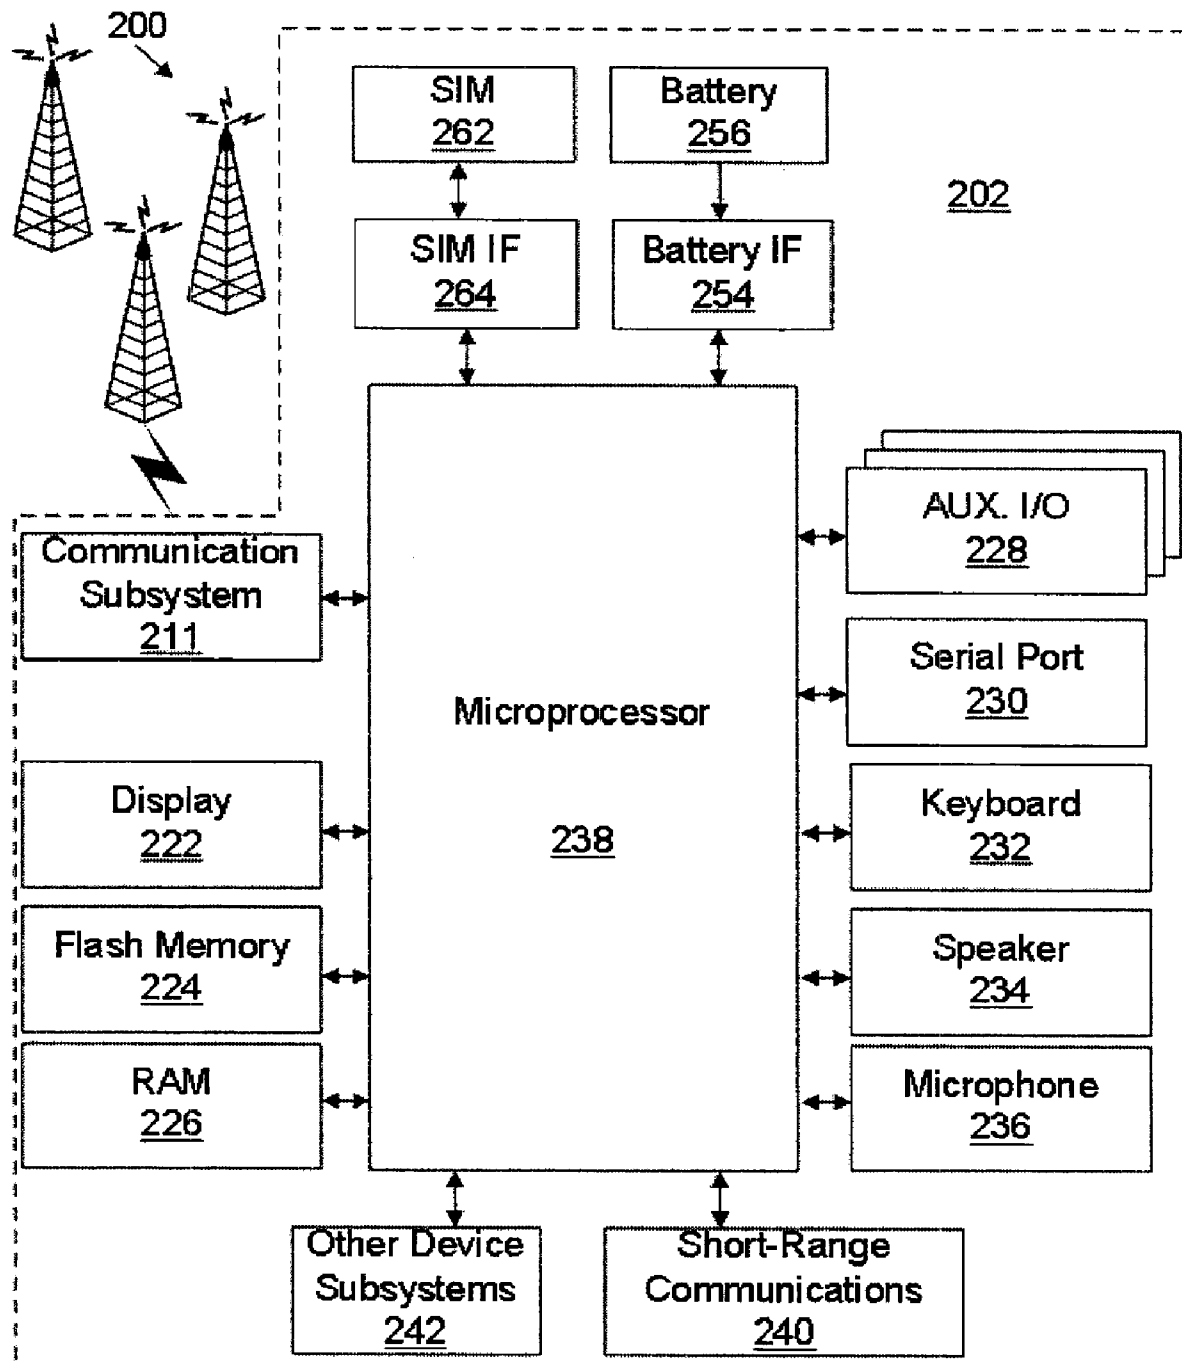 200
SIM
262
Battery
256
202
SIM IF
264
Battery IF
254
AUX. I/O
228
Communication
Subsystem
211
Serial Port
230
Microprocessor
238
Display
222
Keyboard
232
Flash Memory
224
Speaker
234
RAM
226
Microphone
236
Other Device
Subsystems
242
Short-Range
Communications
240